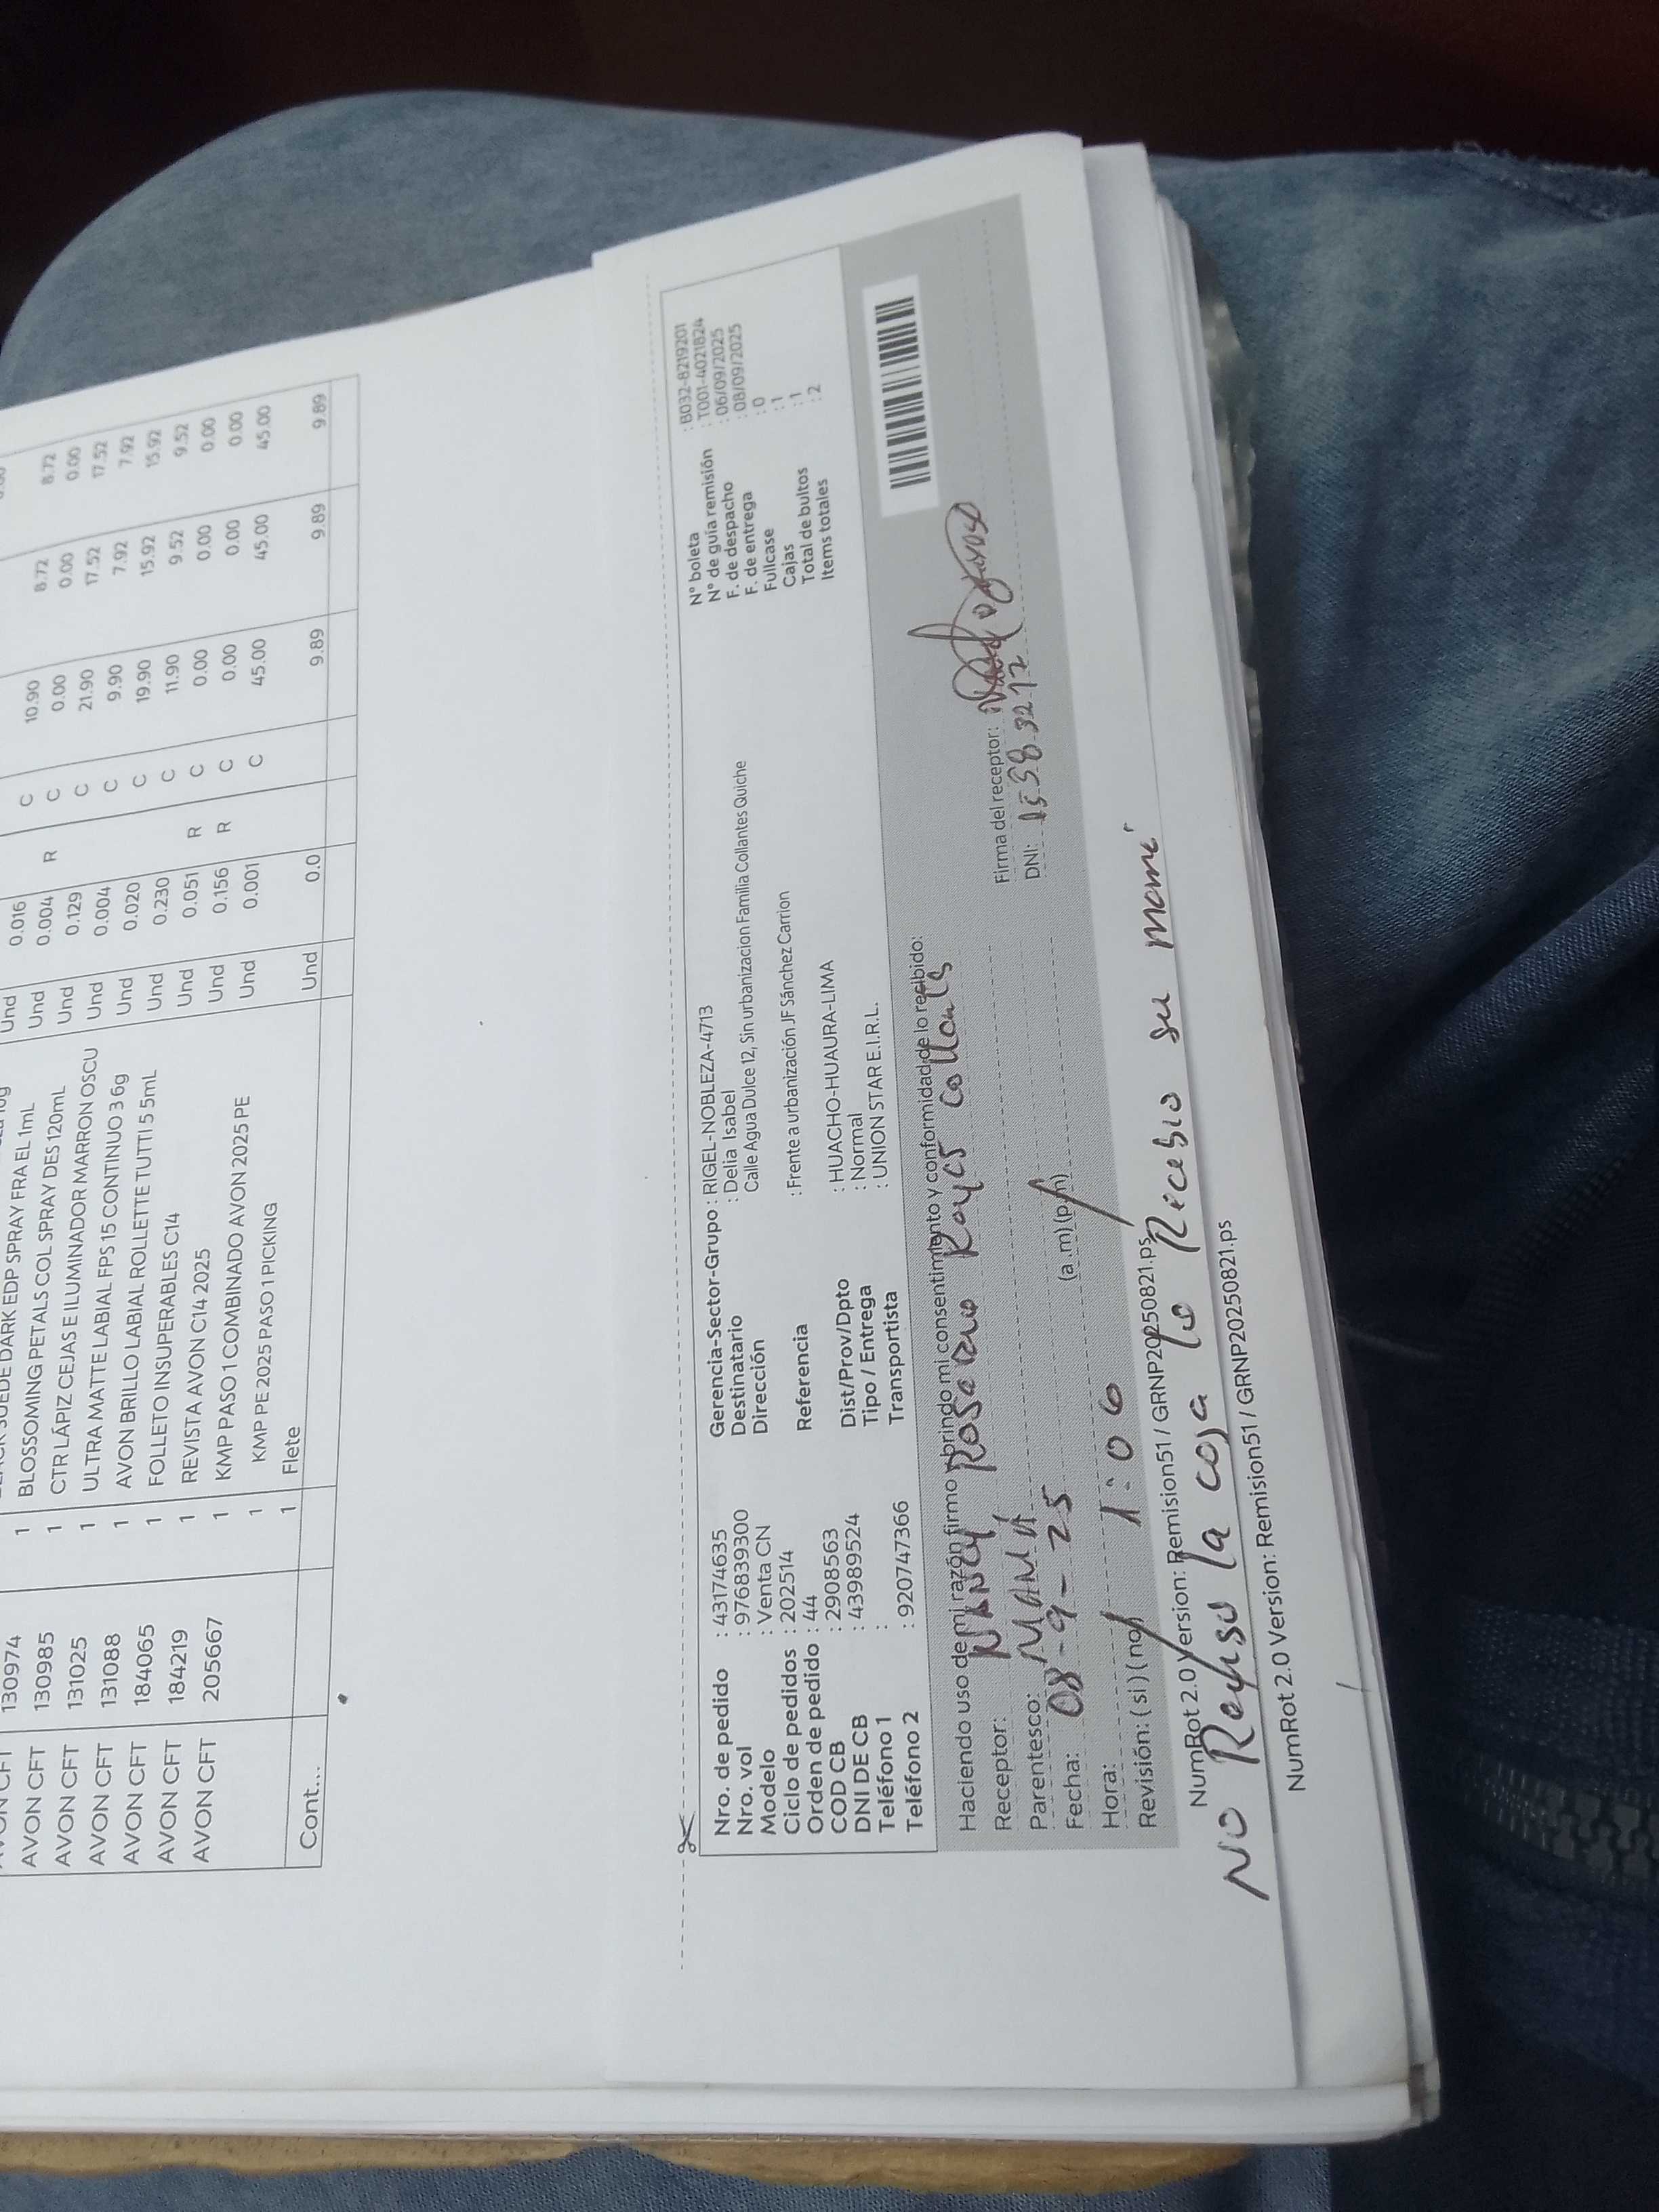 0.00
Und 0.016 C 10.90 8.72 8.72
AVON CFT 130974 1 BLOSSOMING PETALS COL SPRAY DES 120mL
SUEDE DARK EDP SPRAY FRA EL 1mL Und 0.004 R C 0.00 0.00 0.00
AVON CFT 130985 1 CTR LÁPIZ CEJAS E ILUMINADOR MARRON OSCU Und 0.129 C 21.90 17.52 17.52
AVON CFT 131025 1 ULTRA MATTE LABIAL FPS 15 CONTINUO 3 6g Und 0.004 C 9.90 7.92 7.92
AVON CFT 131088 1 AVON BRILLO LABIAL ROLLETTE TUTTI 5 5mL Und 0.020 C 19.90 15.92 15.92
AVON CFT 184065 1 FOLLETO INSUPERABLES C14 Und 0.230 C 11.90 9.52 9.52
AVON CFT 184219 1 REVISTA AVON C14 2025 Und 0.051 R C 0.00 0.00 0.00
AVON CFT 205667 1 KMP PASO 1 COMBINADO AVON 2025 PE Und 0.156 R C 0.00 0.00 0.00
1 KMP PE 2025 PASO 1 PICKING Und 0.001 C 45.00 45.00 45.00
1 Flete Und 0.0 9.89 9.89 9.89
Cont...
Nro. de pedido : 43174635 Gerencia-Sector-Grupo : RIGEL-NOBLEZA-4713 N° boleta : B032-8219201
Nro. vol : 976839300 Destinatario : Delia Isabel N° de guía remisión : T001-4021824
Modelo : Venta CN Dirección Calle Agua Dulce 12, Sin urbanizacion Familia Collantes Quiche F. de despacho : 06/09/2025
Ciclo de pedidos : 202514 F. de entrega : 08/09/2025
Orden de pedido : 44 Referencia : Frente a urbanización JF Sánchez Carrion Fullcase : 0
COD CB : 2908563 Cajas : 1
DNI DE CB : 43989524 Dist/Prov/Dpto : HUACHO-HUAURA-LIMA Total de bultos : 1
Teléfono 1 : Tipo / Entrega : Normal Items totales : 2
Teléfono 2 : 920747366 Transportista : UNION STAR E.I.R.L.
Haciendo uso de mi razón firmo y brindo mi consentimiento y conformidad de lo recibido:
Receptor: NANCY Rosario Reyes Collantes Firma del receptor:
Parentesco: MAMÁ DNI: 15583217
Fecha: 08-9-25
Hora: 1:06 (a .m) (p.m)
Revisión: ( si ) ( no )
NumRot 2.0 Version: Remision51 / GRNP20250821.ps
NO Reviso la caja lo Recibio su mami
NumRot 2.0 Version: Remision51 / GRNP20250821.ps